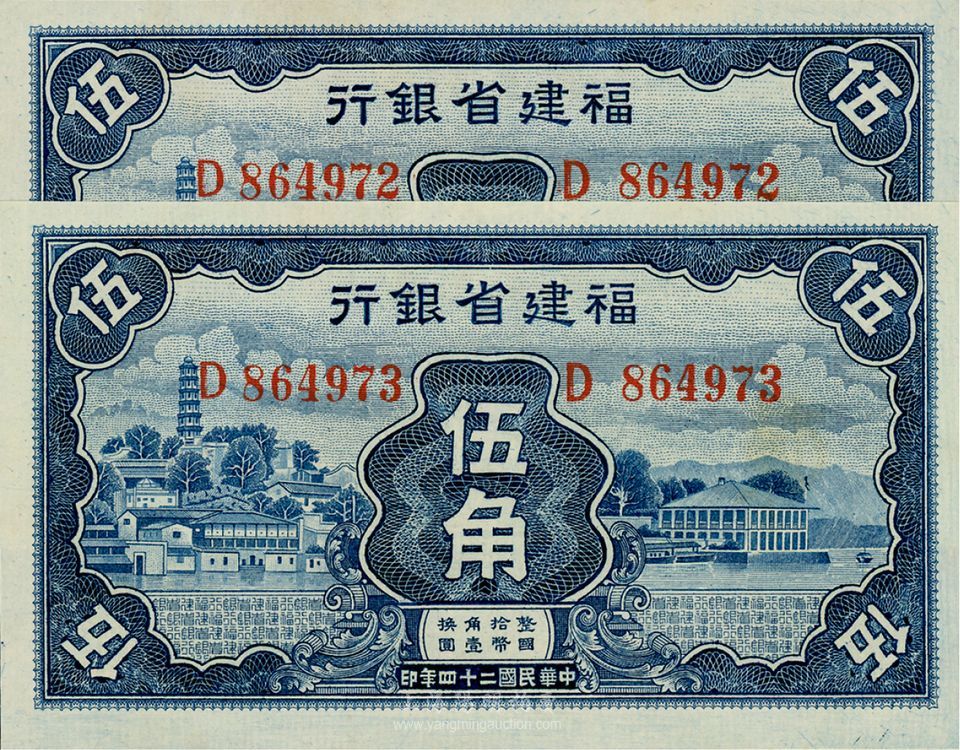 伍 伍
福建省銀行
D 864972 D 864972
伍 伍
福建省銀行
D 864973 D 864973
伍角
整拾角換
國幣壹圓
伍 伍
中華民國二十四年印
www.yangmingauction.com